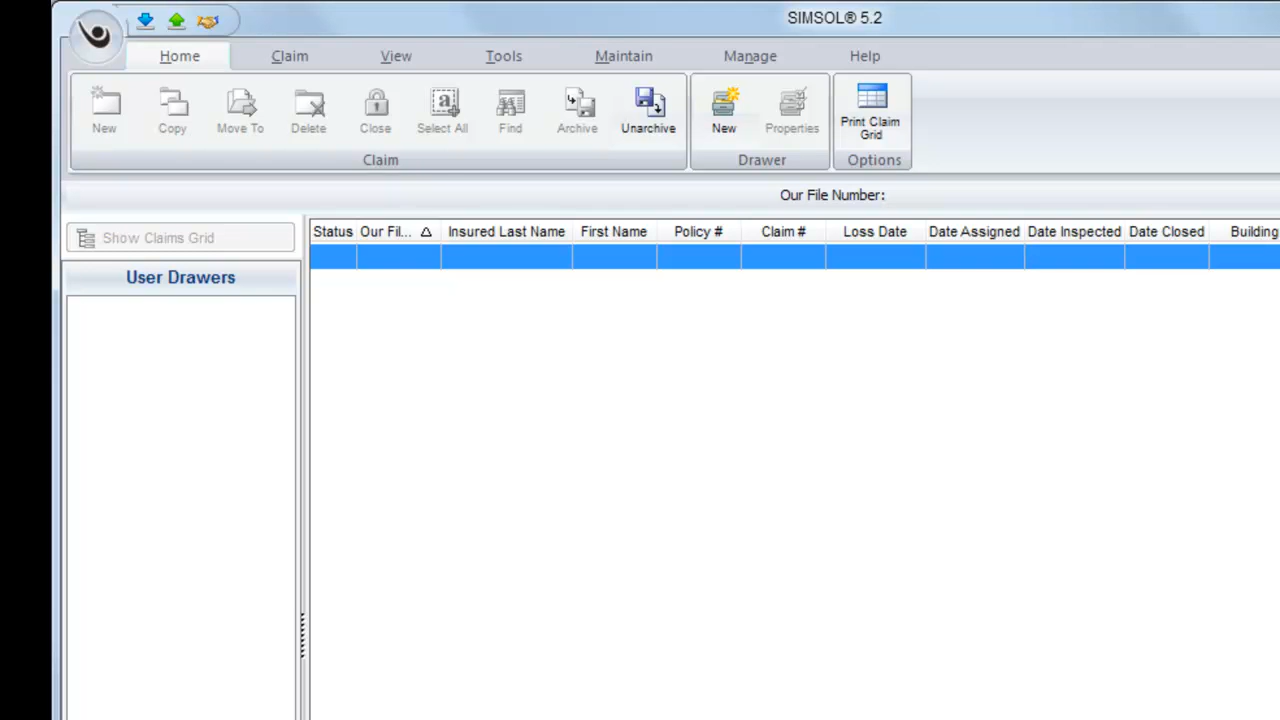 SIMSOL® 5.2
Home Claim View Tools Maintain Manage Help
New Copy Move To Delete Close Select All Find Archive Unarchive New Properties Print Claim Grid
Claim Drawer Options
Our File Number:
Show Claims Grid
Status Our Fil... Insured Last Name First Name Policy # Claim # Loss Date Date Assigned Date Inspected Date Closed Building
User Drawers